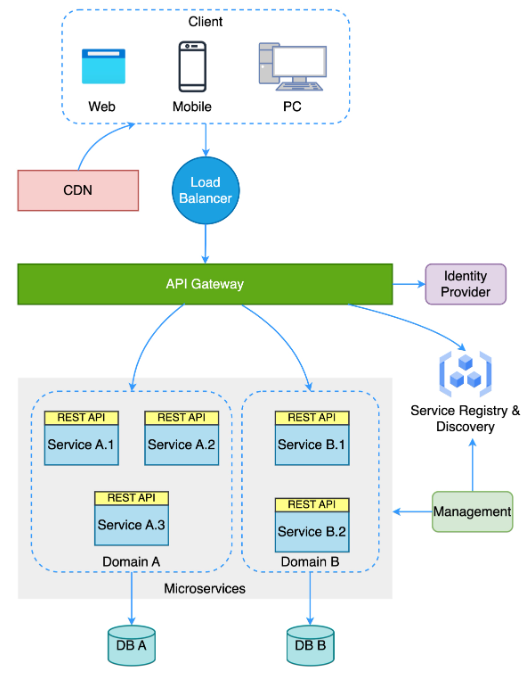 Client
Web
Mobile
PC
CDN
Load
Balancer
API Gateway
Identity
Provider
Service Registry &
Discovery
REST API
Service A.1
REST API
Service A.2
REST API
Service B.1
REST API
Service A.3
REST API
Service B.2
Management
Domain A
Domain B
Microservices
DB A
DB B